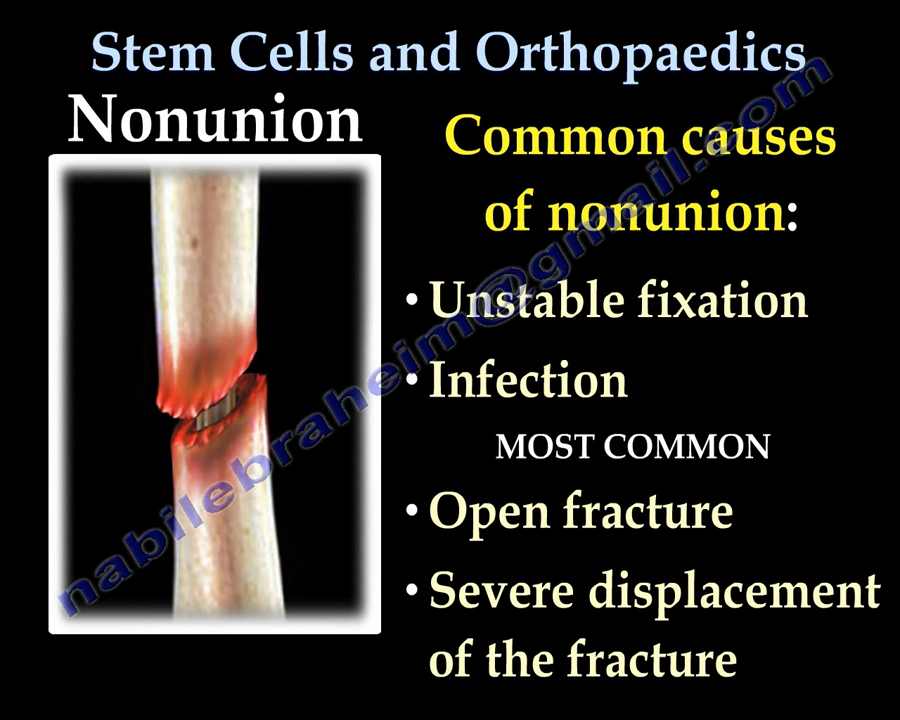 Stem Cells and Orthopaedics
Nonunion
Common causes
of nonunion:
• Unstable fixation
• Infection
MOST COMMON
• Open fracture
• Severe displacement
of the fracture
nabilebraheim@gmail.com